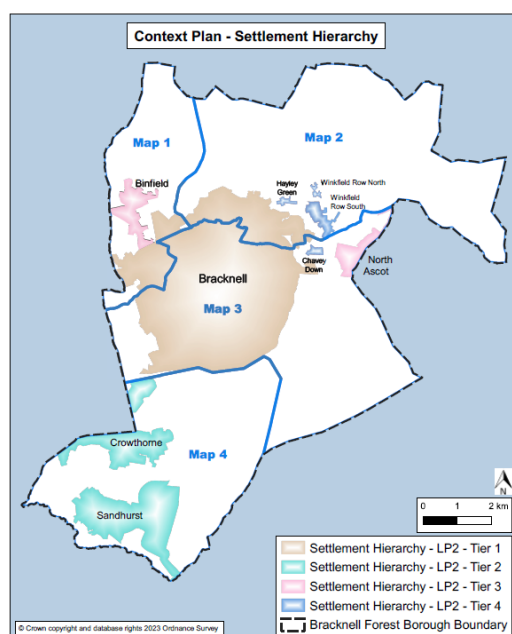 Context Plan - Settlement Hierarchy
Map 1
Map 2
Binfield
Hayley
Green
Winkfield Row North
Winkfield
Row South
Chavey
Down
North
Ascot
Bracknell
Map 3
Map 4
Crowthorne
Sandhurst
N
0 1 2 km
Settlement Hierarchy - LP2 - Tier 1
Settlement Hierarchy - LP2 - Tier 2
Settlement Hierarchy - LP2 - Tier 3
Settlement Hierarchy - LP2 - Tier 4
Bracknell Forest Borough Boundary
© Crown copyright and database rights 2023 Ordnance Survey